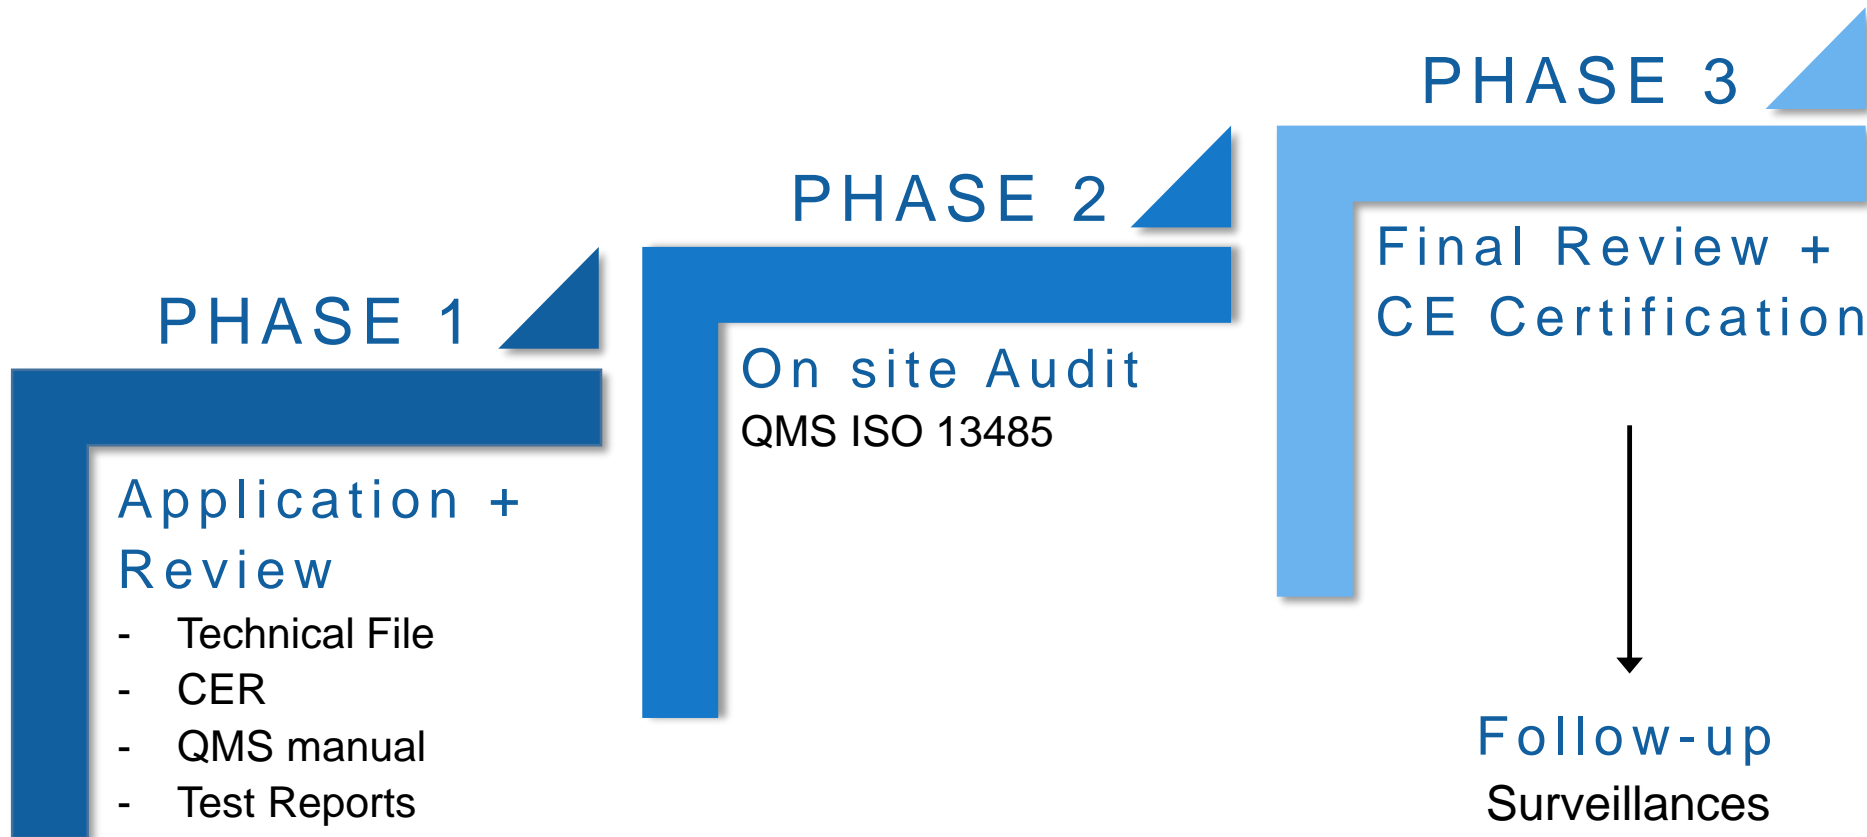 PHASE 1
Application +
Review
- Technical File
- CER
- QMS manual
- Test Reports
PHASE 2
On site Audit
QMS ISO 13485
PHASE 3
Final Review +
CE Certification
Follow-up
Surveillances